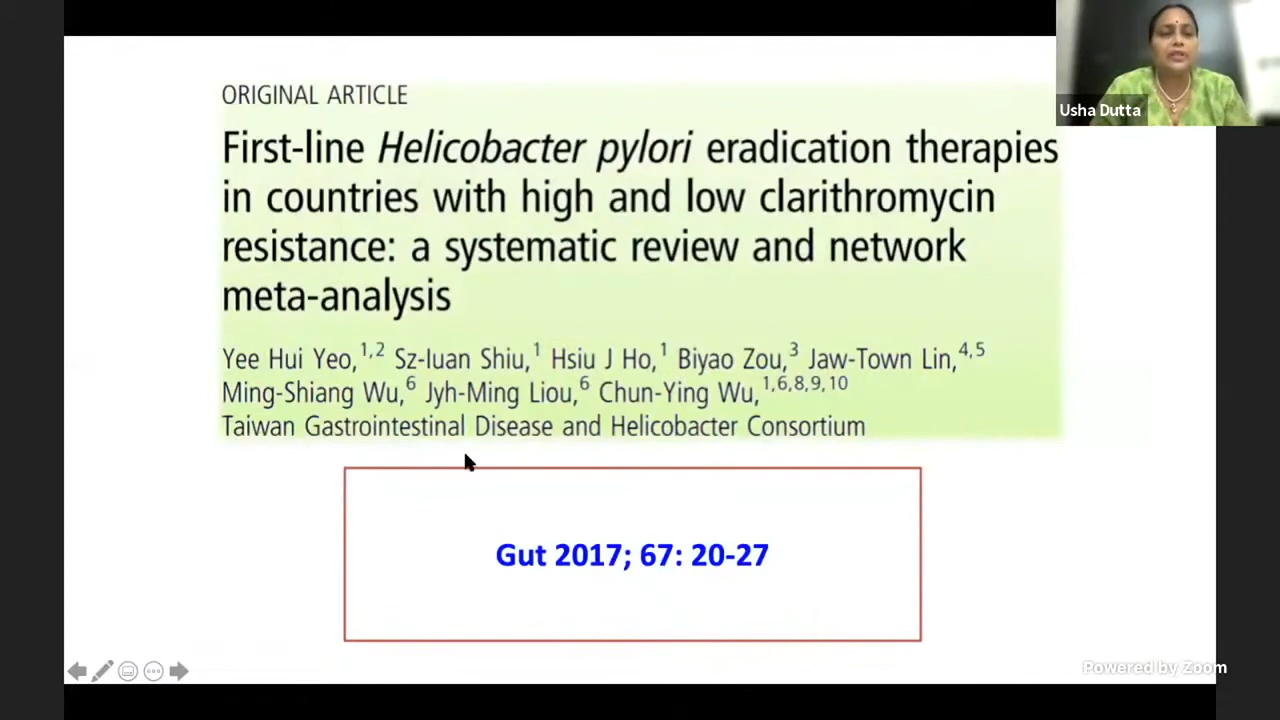 Usha Dutta
ORIGINAL ARTICLE
First-line Helicobacter pylori eradication therapies
in countries with high and low clarithromycin
resistance: a systematic review and network
meta-analysis
Yee Hui Yeo,1,2 Sz-Iuan Shiu,1 Hsiu J Ho,1 Biyao Zou,3 Jaw-Town Lin,4,5
Ming-Shiang Wu,6 Jyh-Ming Liou,6 Chun-Ying Wu,1,6,8,9,10
Taiwan Gastrointestinal Disease and Helicobacter Consortium
Gut 2017; 67: 20-27
Powered by Zoom